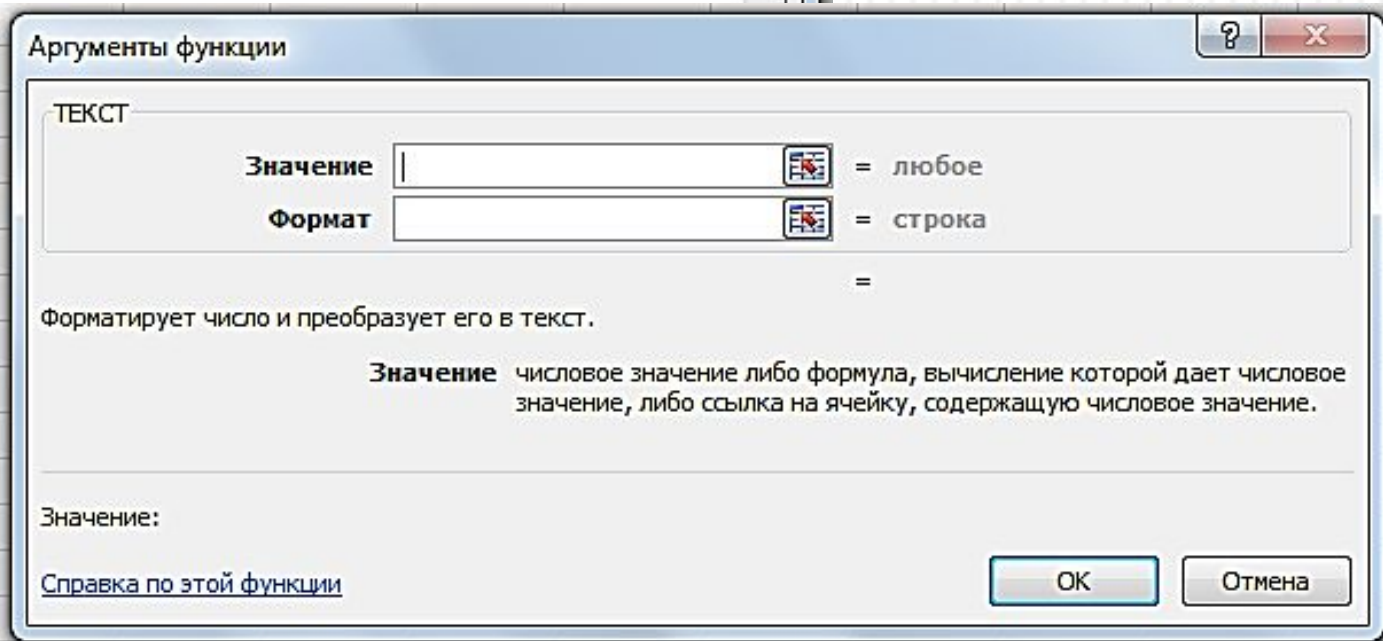 Аргументы функции
?
X
ТЕКСТ
Значение = любое
Формат = строка
=
Форматирует число и преобразует его в текст.
Значение числовое значение либо формула, вычисление которой дает числовое
значение, либо ссылка на ячейку, содержащую числовое значение.
Значение:
Справка по этой функции
ОК Отмена